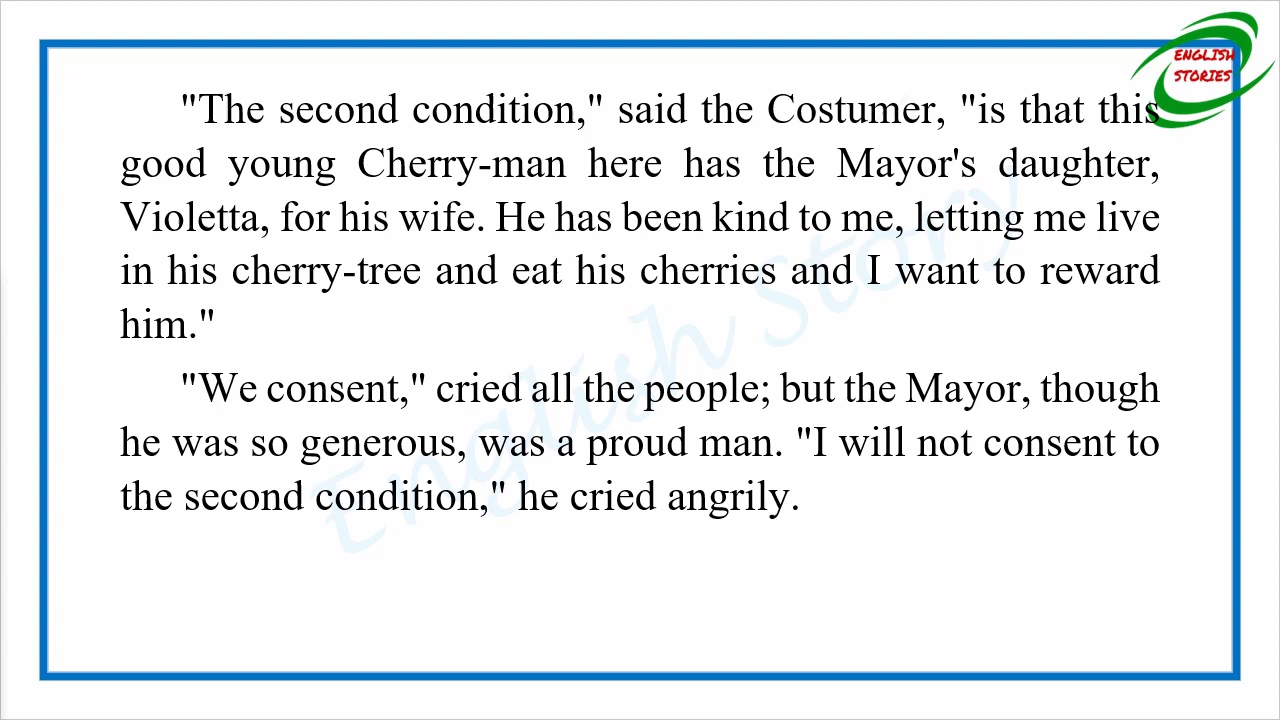 ENGLISH
STORIES
"The second condition," said the Costumer, "is that this
good young Cherry-man here has the Mayor's daughter,
Violetta, for his wife. He has been kind to me, letting me live
in his cherry-tree and eat his cherries and I want to reward
him."
"We consent," cried all the people; but the Mayor, though
he was so generous, was a proud man. "I will not consent to
the second condition," he cried angrily.
English Story